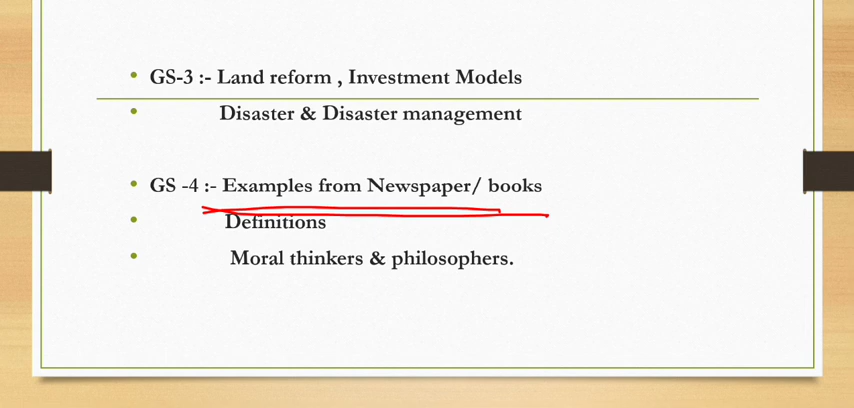 • GS-3 :- Land reform , Investment Models
• Disaster & Disaster management
• GS -4 :- Examples from Newspaper/ books
• Definitions
• Moral thinkers & philosophers.